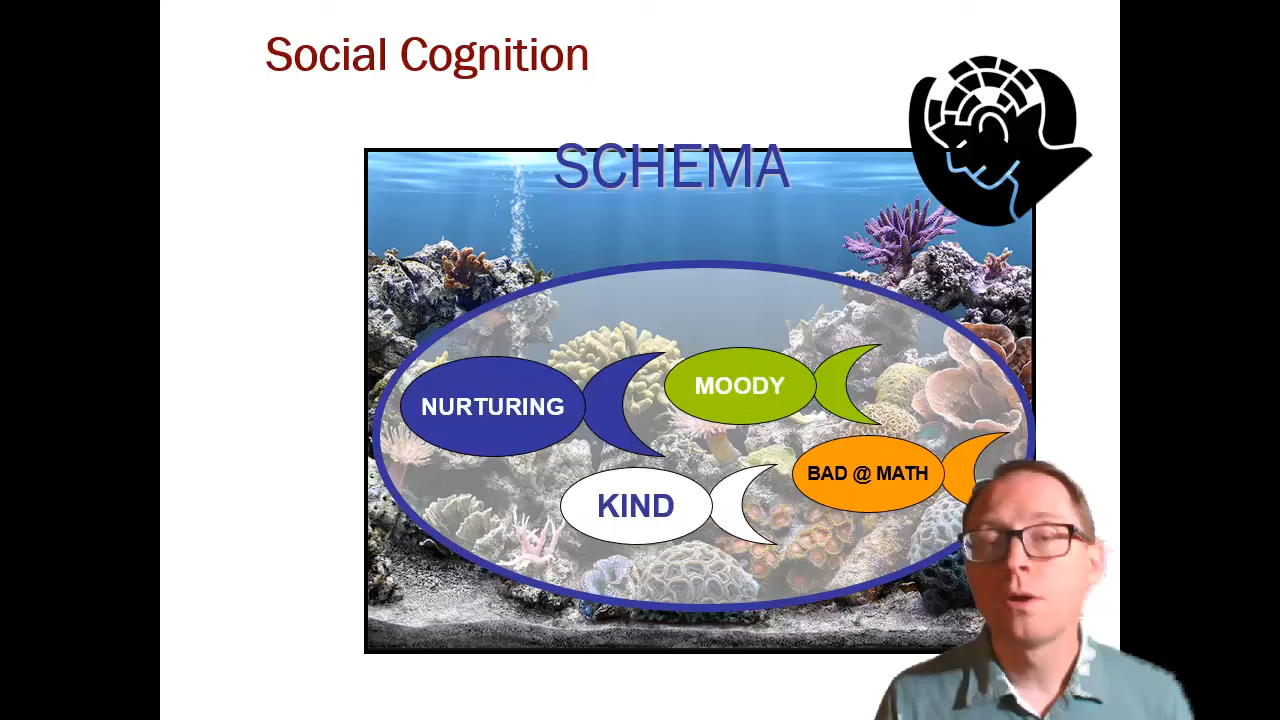 Social Cognition
SCHEMA
NURTURING
MOODY
BAD @ MATH
KIND